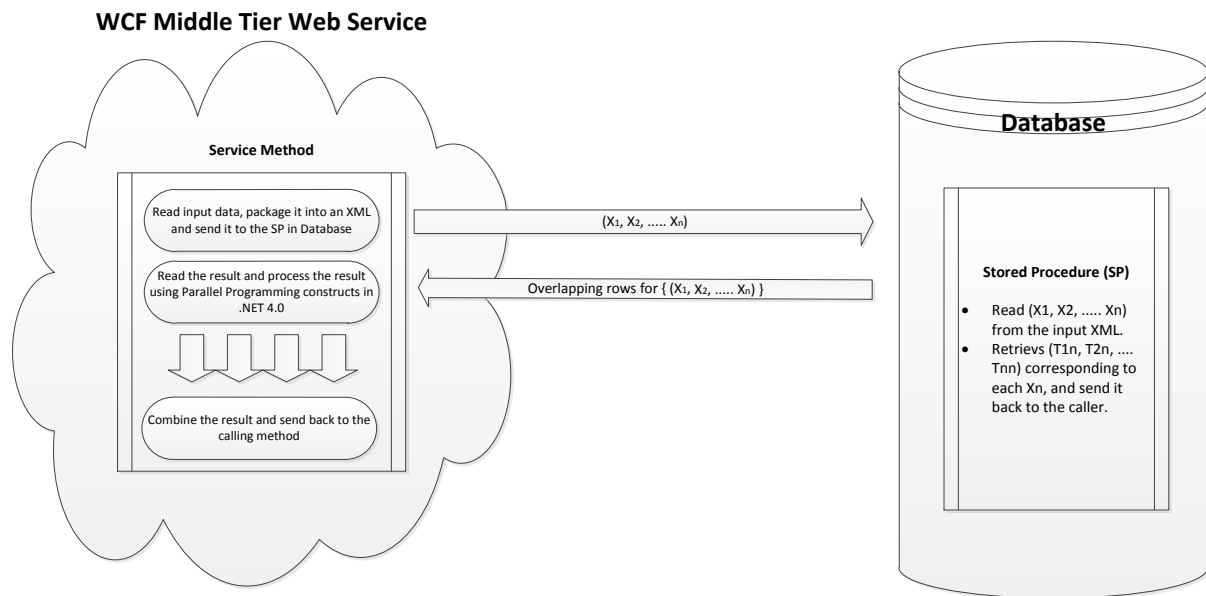 WCF Middle Tier Web Service
Service Method
Read input data, package it into an XML
and send it to the SP in Database
Read the result and process the result
using Parallel Programming constructs in
.NET 4.0
Combine the result and send back to the
calling method
(X1, X2, ..... Xn)
Overlapping rows for { (X1, X2, ..... Xn) }
Database
Stored Procedure (SP)
• Read (X1, X2, ..... Xn)
from the input XML.
• Retrievs (T1n, T2n, ....
Tnn) corresponding to
each Xn, and send it
back to the caller.